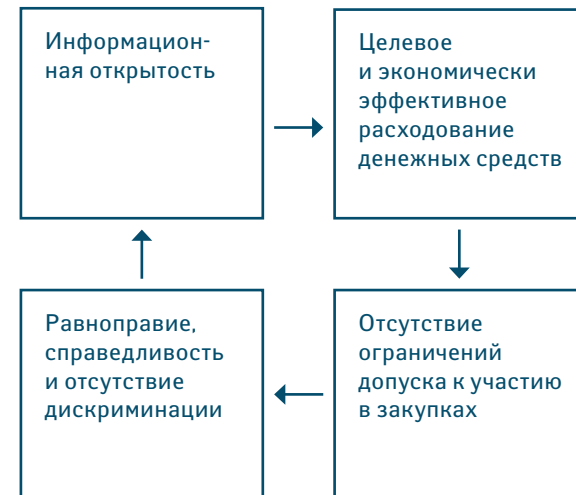 Информацион-
ная открытость
Целевое
и экономически
эффективное
расходование
денежных средств
Равноправие,
справедливость
и отсутствие
дискриминации
Отсутствие
ограничений
допуска к участию
в закупках